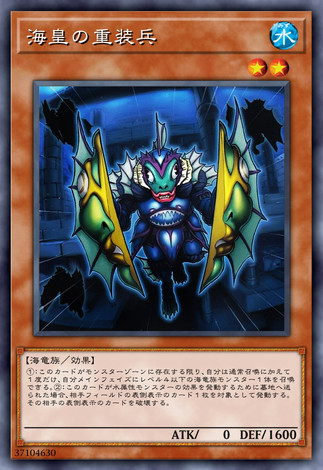 海皇の重装兵
水
【海竜族／効果】
①：このカードがモンスターゾーンに存在する限り、自分は通常召喚に加えて
１度だけ、自分メインフェイズにレベル４以下の海竜族モンスター１体を召喚
できる。②：このカードが水属性モンスターの効果を発動するために墓地へ送
られた場合、相手フィールドの表側表示のカード１枚を対象として発動する。
その相手の表側表示のカードを破壊する。
ATK/ 0 DEF/1600
37104630